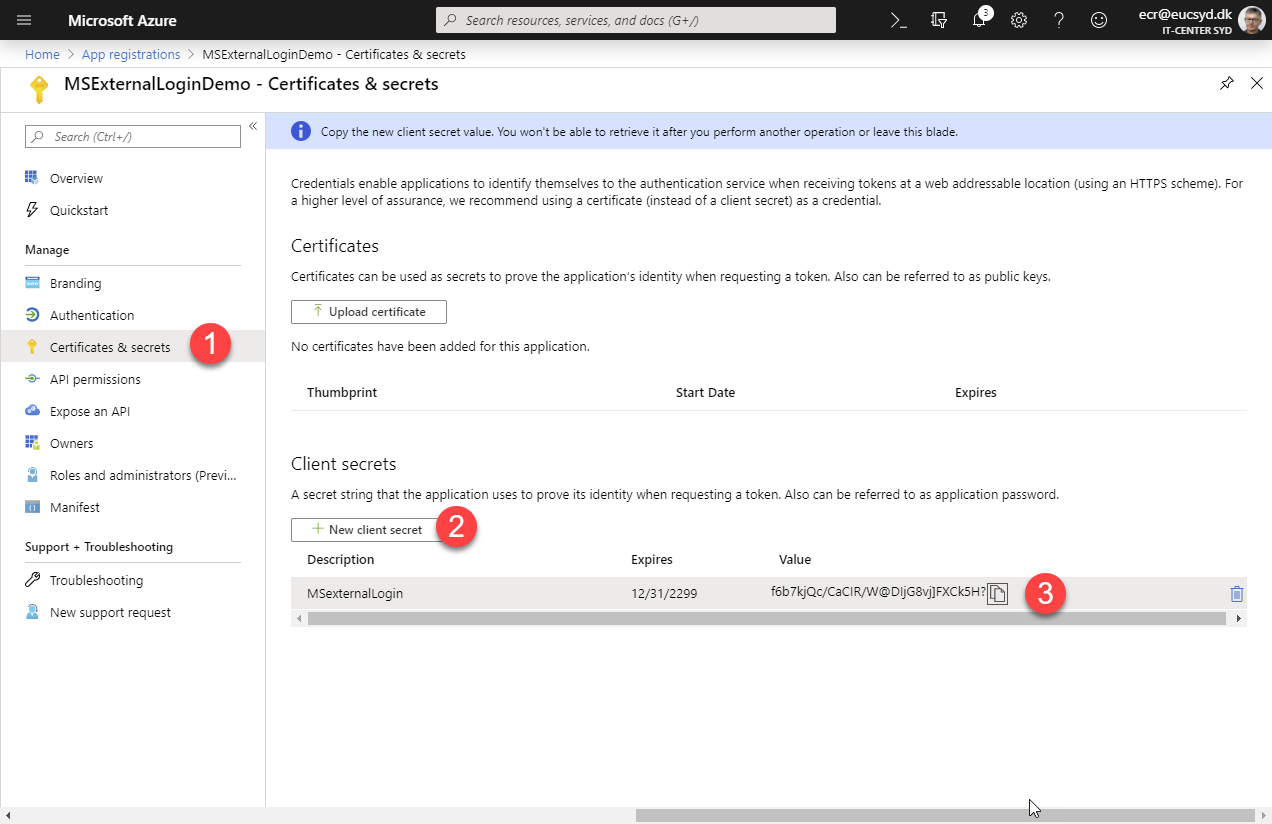 Microsoft Azure
Search resources, services, and docs (G+/)
3
ecr@eucsyd.dk
IT-CENTER SYD
Home > App registrations > MSExternalLoginDemo - Certificates & secrets
MSExternalLoginDemo - Certificates & secrets
Search (Ctrl+/)
«
Overview
Quickstart
Manage
Branding
Authentication
Certificates & secrets
1
API permissions
Expose an API
Owners
Roles and administrators (Previ...
Manifest
Support + Troubleshooting
Troubleshooting
New support request
Copy the new client secret value. You won't be able to retrieve it after you perform another operation or leave this blade.
Credentials enable applications to identify themselves to the authentication service when receiving tokens at a web addressable location (using an HTTPS scheme). For
a higher level of assurance, we recommend using a certificate (instead of a client secret) as a credential.
Certificates
Certificates can be used as secrets to prove the application's identity when requesting a token. Also can be referred to as public keys.
Upload certificate
No certificates have been added for this application.
Thumbprint Start Date Expires
Client secrets
A secret string that the application uses to prove its identity when requesting a token. Also can be referred to as application password.
New client secret
2
Description Expires Value
MSexternalLogin 12/31/2299 f6b7kjQc/CaCIR/W@DIjG8vj]FXCk5H?
3